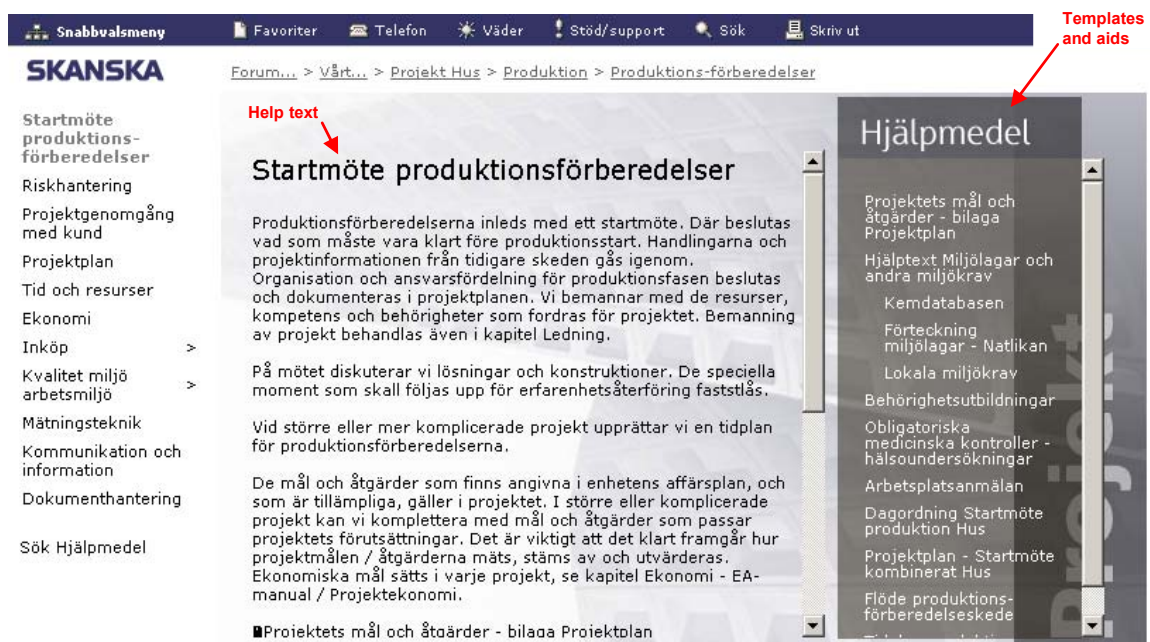 Snabbvalsmeny
Favoriter
Telefon
Väder
Stöd/support
Sök
Skriv ut
Templates
and aids
SKANSKA
Forum... > Vårt... > Projekt Hus > Produktion > Produktions-förberedelser
Startmöte
produktions-
förberedelser
Riskhantering
Projektgenomgång
med kund
Projektplan
Tid och resurser
Ekonomi
Inköp >
Kvalitet miljö
arbetsmiljö >
Mätningsteknik
Kommunikation och
information
Dokumenthantering
Sök Hjälpmedel
Help text
Startmöte produktionsförberedelser
Produktionsförberedelserna inleds med ett startmöte. Där beslutas
vad som måste vara klart före produktionsstart. Handlingarna och
projektinformationen från tidigare skeden gås igenom.
Organisation och ansvarsfördelning för produktionsfasen beslutas
och dokumenteras i projektplanen. Vi bemannar med de resurser,
kompetens och behörigheter som fordras för projektet. Bemanning
av projekt behandlas även i kapitel Ledning.
På mötet diskuterar vi lösningar och konstruktioner. De speciella
moment som skall följas upp för erfarenhetsåterföring faststlås.
Vid större eller mer komplicerade projekt upprättar vi en tidplan
för produktionsförberedelserna.
De mål och åtgärder som finns angivna i enhetens affärsplan, och
som är tillämpliga, gäller i projektet. I större eller komplicerade
projekt kan vi komplettera med mål och åtgärder som passar
projektets förutsättningar. Det är viktigt att det klart framgår hur
projektmålen / åtgärderna mäts, stäms av och utvärderas.
Ekonomiska mål sätts i varje projekt, se kapitel Ekonomi - EA-
manual / Projektekonomi.
Projektets mål och åtgärder - bilaga Projektplan
Hjälpmedel
Projektets mål och
åtgärder - bilaga
Projektplan
Hjälptext Miljölagar och
andra miljökrav
Kemdatabasen
Förteckning
miljölagar - Natlikan
Lokala miljökrav
Behörighetsutbildningar
Obligatoriska
medicinska kontroller -
hälsoundersökningar
Arbetsplatsanmälan
Dagordning Startmöte
produktion Hus
Projektplan - Startmöte
kombinerat Hus
Flöde produktions-
förberedelseskede
Projekt